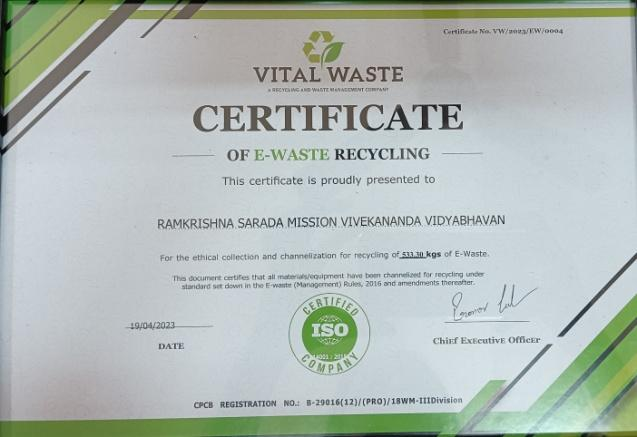 Certificate No. VW/2023/EW/0004
VITAL WASTE
A RECYCLING AND WASTE MANAGEMENT COMPANY
CERTIFICATE
OF E-WASTE RECYCLING
This certificate is proudly presented to
RAMKRISHNA SARADA MISSION VIVEKANANDA VIDYABHAVAN
For the ethical collection and channelization for recycling of 533.30 kgs of E-Waste.
This document certifies that all materials/equipment have been channelized for recycling under
standard set down in the E-waste (Management) Rules, 2016 and amendments thereafter.
19/04/2023
DATE
CERTIFIED
ISO
14001 : 2015
COMPANY
ChiEf ExEcutivE OfficEr
CPCB REGISTRATION NO.: B-29016(12)/(PRO)/18WM-IIIDivision